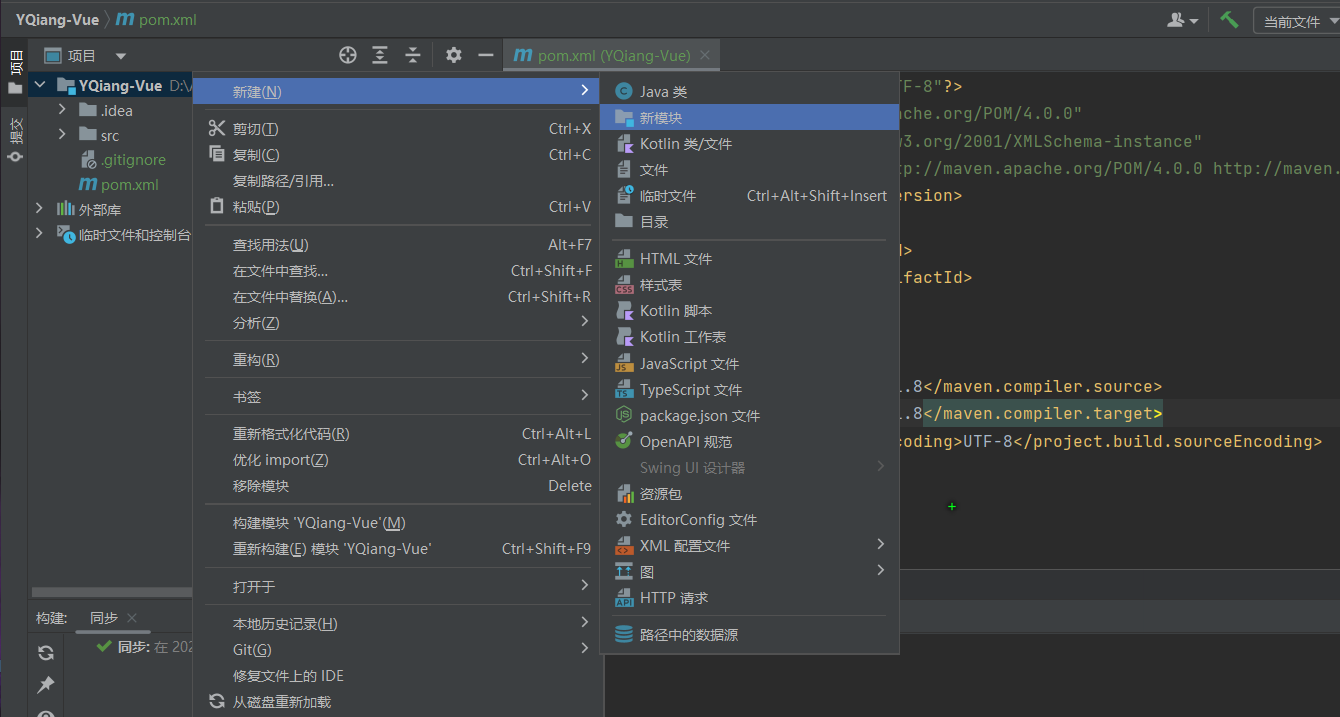 YQiang-Vue pom.xml
当前文件
项目
提交
项目
pom.xml (YQiang-Vue)
YQiang-Vue D:\
.idea
src
.gitignore
pom.xml
外部库
临时文件和控制台
新建(N)
剪切(T) Ctrl+X
复制(C) Ctrl+C
复制路径/引用...
粘贴(P) Ctrl+V
查找用法(U) Alt+F7
在文件中查找... Ctrl+Shift+F
在文件中替换(A)... Ctrl+Shift+R
分析(Z)
重构(R)
书签
重新格式化代码(R) Ctrl+Alt+L
优化 import(Z) Ctrl+Alt+O
移除模块 Delete
构建模块 'YQiang-Vue'(M)
重新构建(E) 模块 'YQiang-Vue' Ctrl+Shift+F9
打开于
本地历史记录(H)
Git(G)
修复文件上的 IDE
从磁盘重新加载
Java 类
新模块
Kotlin 类/文件
文件
临时文件 Ctrl+Alt+Shift+Insert
目录
HTML 文件
样式表
Kotlin 脚本
Kotlin 工作表
JavaScript 文件
TypeScript 文件
package.json 文件
OpenAPI 规范
Swing UI 设计器
资源包
EditorConfig 文件
XML 配置文件
图
HTTP 请求
路径中的数据源
TF-8"?>
ache.org/POM/4.0.0"
w3.org/2001/XMLSchema-instance"
tp://maven.apache.org/POM/4.0.0 http://maven.
ersion>
d>
ifactId>
.8</maven.compiler.source>
.8</maven.compiler.target>
coding>UTF-8</project.build.sourceEncoding>
构建: 同步
同步: 在 202